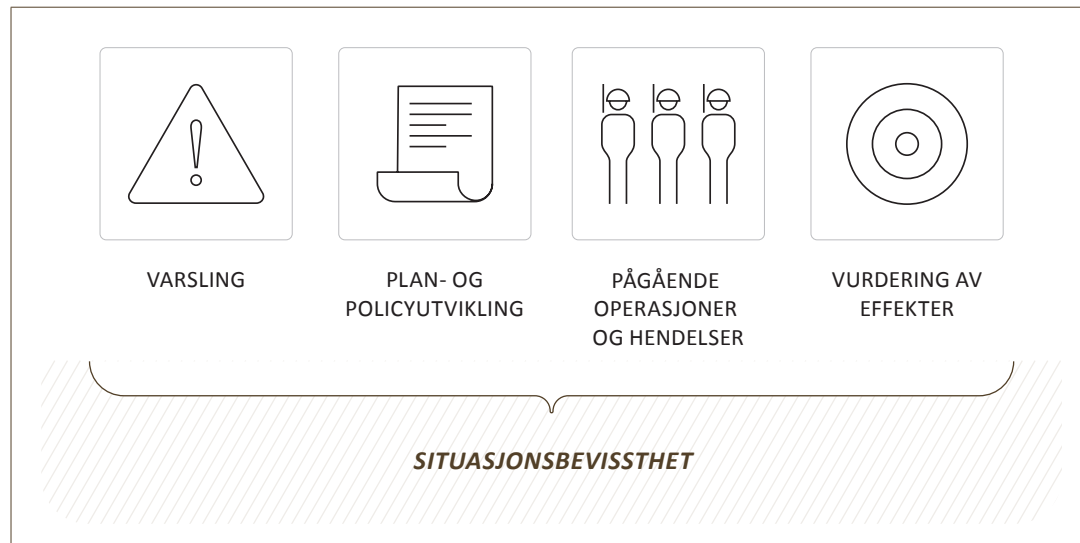 VARSLING
PLAN- OG
POLICYUTVIKLING
PÅGÅENDE
OPERASJONER
OG HENDELSER
VURDERING AV
EFFEKTER
SITUASJONSBEVISSTHET